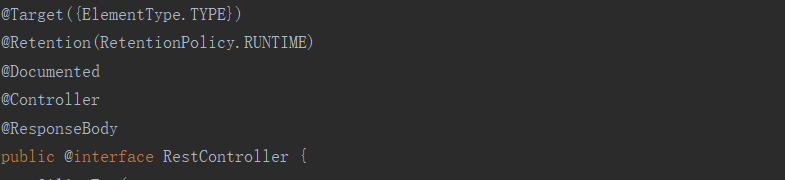 @Target({ElementType.TYPE})
@Retention(RetentionPolicy.RUNTIME)
@Documented
@Controller
@ResponseBody
public @interface RestController {